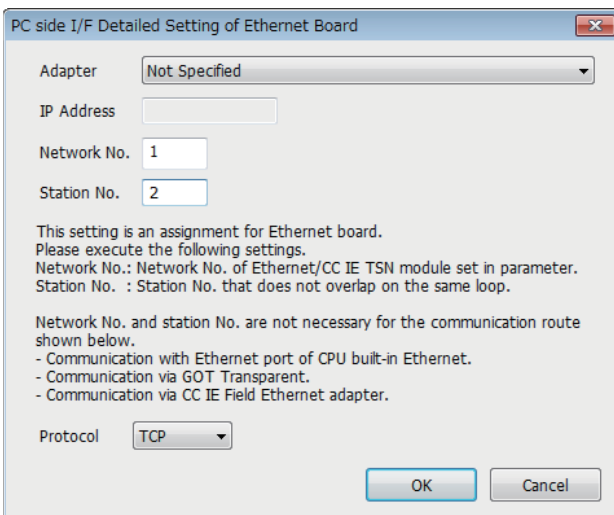 PC side I/F Detailed Setting of Ethernet Board
Adapter Not Specified
IP Address
Network No. 1
Station No. 2
This setting is an assignment for Ethernet board.
Please execute the following settings.
Network No.: Network No. of Ethernet/CC IE TSN module set in parameter.
Station No. : Station No. that does not overlap on the same loop.
Network No. and station No. are not necessary for the communication route
shown below.
- Communication with Ethernet port of CPU built-in Ethernet.
- Communication via GOT Transparent.
- Communication via CC IE Field Ethernet adapter.
Protocol TCP
OK Cancel